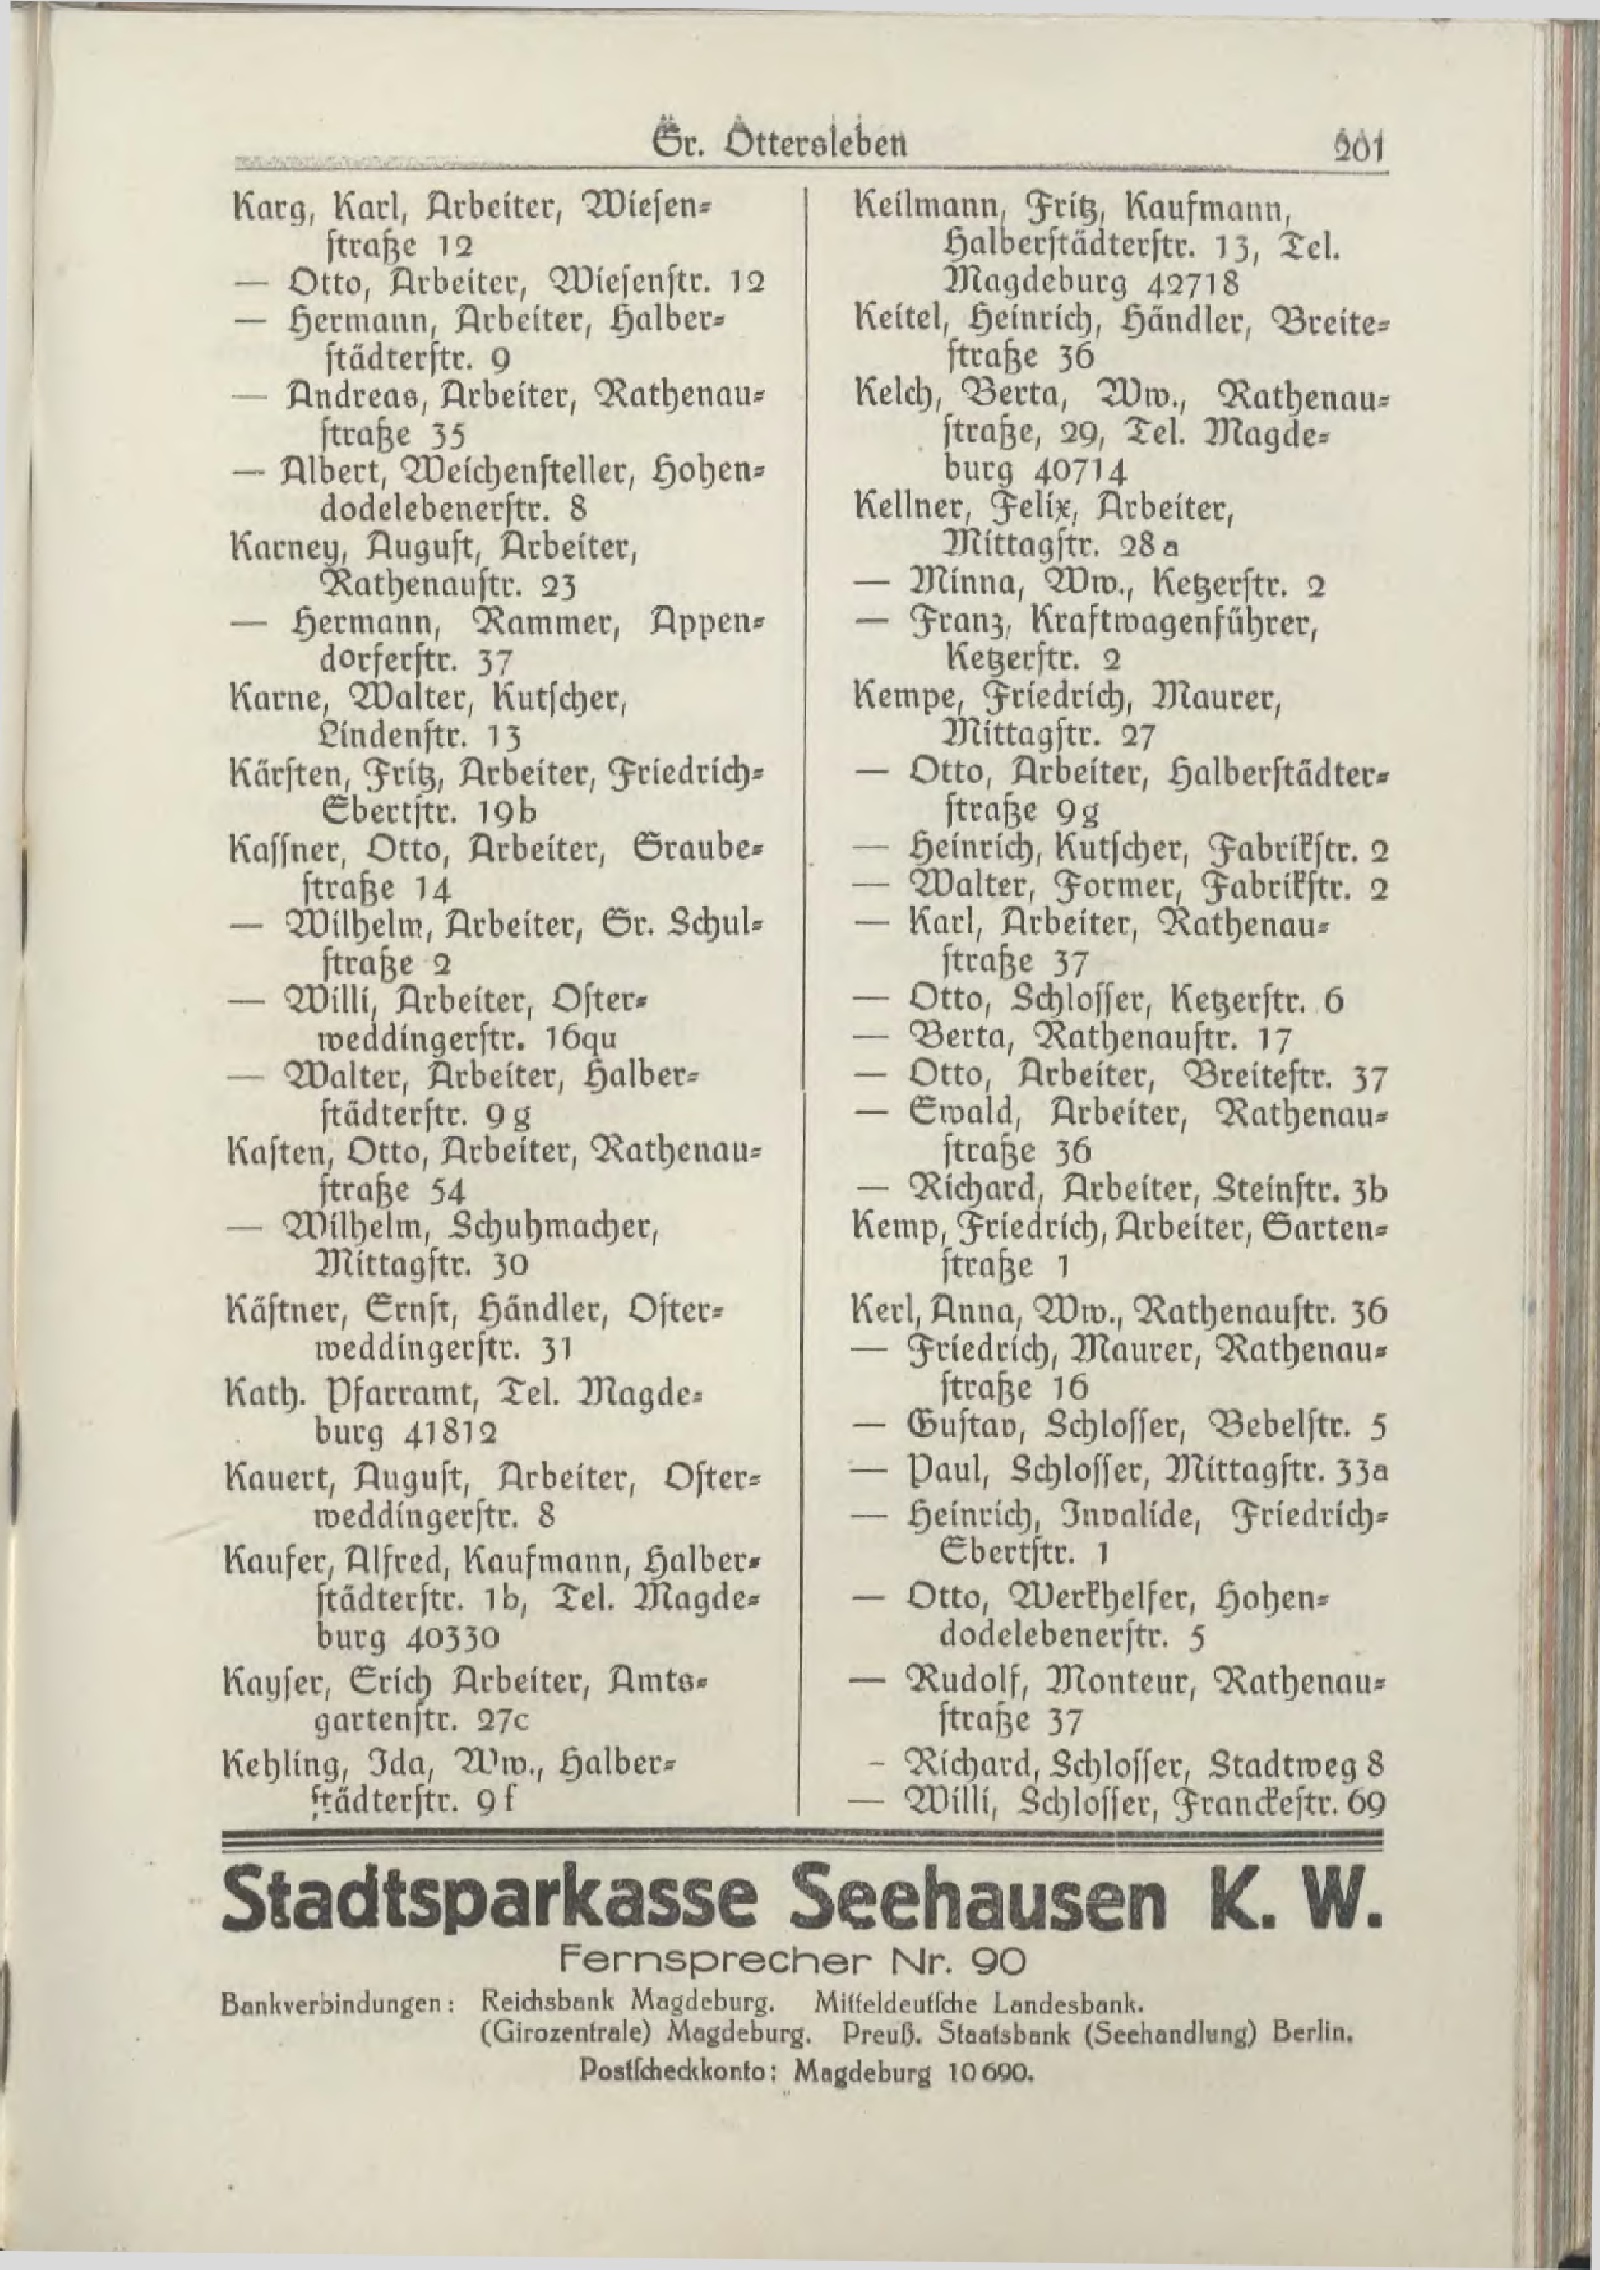 Gr. Ottersleben 201
Karg, Karl, Arbeiter, Wiesen-
straße 12
— Otto, Arbeiter, Wiesenstr. 12
— Hermann, Arbeiter, Halber-
städterstr. 9
— Andreas, Arbeiter, Rathenau-
straße 35
— Albert, Weichensteller, Hohen-
dodelebenerstr. 8
Karney, August, Arbeiter,
Rathenaustr. 23
— Hermann, Rammer, Appen-
dorferstr. 37
Karne, Walter, Kutscher,
Lindenstr. 13
Kärsten, Fritz, Arbeiter, Friedrich-
Ebertstr. 19b
Kassner, Otto, Arbeiter, Graube-
straße 14
— Wilhelm, Arbeiter, Gr. Schul-
straße 2
— Willi, Arbeiter, Oster-
weddingerstr. 16qu
— Walter, Arbeiter, Halber-
städterstr. 9g
Kasten, Otto, Arbeiter, Rathenau-
straße 54
— Wilhelm, Schuhmacher,
Mittagstr. 30
Kästner, Ernst, Händler, Oster-
weddingerstr. 31
Kath. Pfarramt, Tel. Magde-
burg 41812
Kauert, August, Arbeiter, Oster-
weddingerstr. 8
Kaufer, Alfred, Kaufmann, Halber-
städterstr. 1b, Tel. Magde-
burg 40330
Kayser, Erich Arbeiter, Amts-
gartenstr. 27c
Kehling, Ida, Ww., Halber-
städterstr. 9f
Keilmann, Fritz, Kaufmann,
Halberstädterstr. 13, Tel.
Magdeburg 42718
Keitel, Heinrich, Händler, Breite-
straße 36
Kelch, Berta, Ww., Rathenau-
straße, 29, Tel. Magde-
burg 40714
Kellner, Felix, Arbeiter,
Mittagstr. 28a
— Minna, Ww., Ketzerstr. 2
— Franz, Kraftwagenführer,
Ketzerstr. 2
Kempe, Friedrich, Maurer,
Mittagstr. 27
— Otto, Arbeiter, Halberstädter-
straße 9g
— Heinrich, Kutscher, Fabrikstr. 2
— Walter, Former, Fabrikstr. 2
— Karl, Arbeiter, Rathenau-
straße 37
— Otto, Schlosser, Ketzerstr. 6
— Berta, Rathenaustr. 17
— Otto, Arbeiter, Breitestr. 37
— Ewald, Arbeiter, Rathenau-
straße 36
— Richard, Arbeiter, Steinstr. 3b
Kemp, Friedrich, Arbeiter, Garten-
straße 1
Kerl, Anna, Ww., Rathenaustr. 36
— Friedrich, Maurer, Rathenau-
straße 16
— Gustav, Schlosser, Bebelstr. 5
— Paul, Schlosser, Mittagstr. 33a
— Heinrich, Invalide, Friedrich-
Ebertstr. 1
— Otto, Werkhelfer, Hohen-
dodelebenerstr. 5
— Rudolf, Monteur, Rathenau-
straße 37
- Richard, Schlosser, Stadtweg 8
— Willi, Schlosser, Franckestr. 69
Stadtsparkasse Seehausen K. W.
Fernsprecher Nr. 90
Bankverbindungen: Reichsbank Magdeburg. Mitteldeutsche Landesbank.
(Girozentrale) Magdeburg. Preuß. Staatsbank (Seehandlung) Berlin.
Postscheckkonto: Magdeburg 10690.